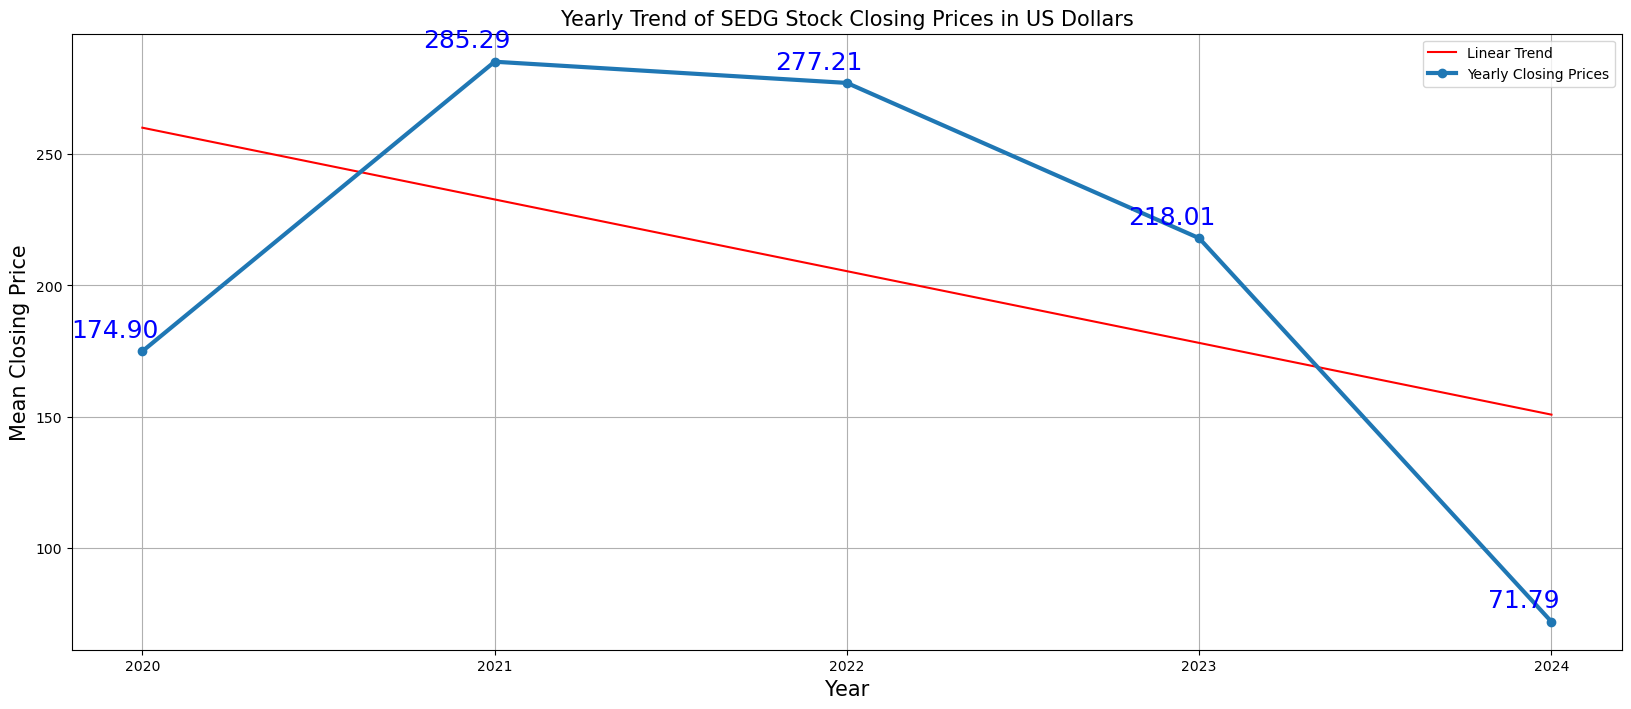 Yearly Trend of SEDG Stock Closing Prices in US Dollars
Linear Trend
Yearly Closing Prices
285.29
277.21
218.01
174.90
71.79
Mean Closing Price
250
200
150
100
2020
2021
2022
2023
2024
Year